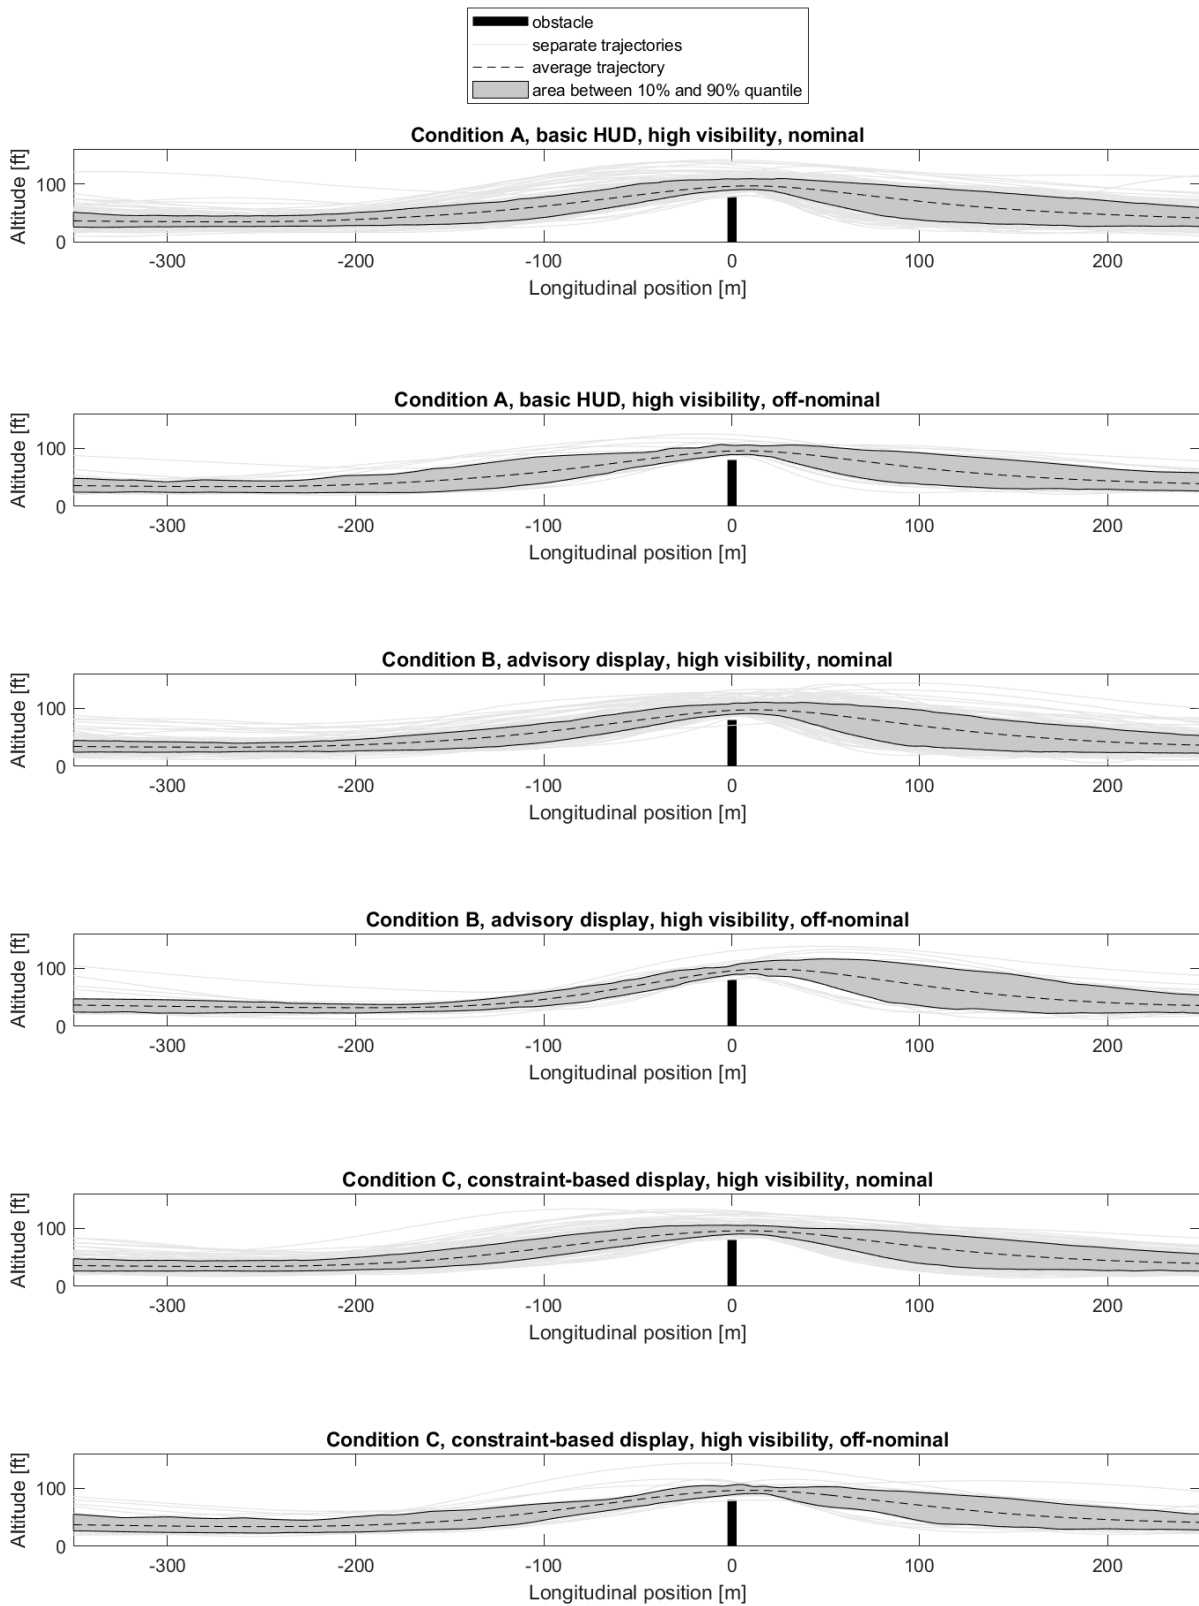 obstacle
separate trajectories
average trajectory
area between 10% and 90% quantile
Condition A, basic HUD, high visibility, nominal
Altitude [ft]
100
0
-300 -200 -100 0 100 200
Longitudinal position [m]
Condition A, basic HUD, high visibility, off-nominal
Altitude [ft]
100
0
-300 -200 -100 0 100 200
Longitudinal position [m]
Condition B, advisory display, high visibility, nominal
Altitude [ft]
100
0
-300 -200 -100 0 100 200
Longitudinal position [m]
Condition B, advisory display, high visibility, off-nominal
Altitude [ft]
100
0
-300 -200 -100 0 100 200
Longitudinal position [m]
Condition C, constraint-based display, high visibility, nominal
Altitude [ft]
100
0
-300 -200 -100 0 100 200
Longitudinal position [m]
Condition C, constraint-based display, high visibility, off-nominal
Altitude [ft]
100
0
-300 -200 -100 0 100 200
Longitudinal position [m]